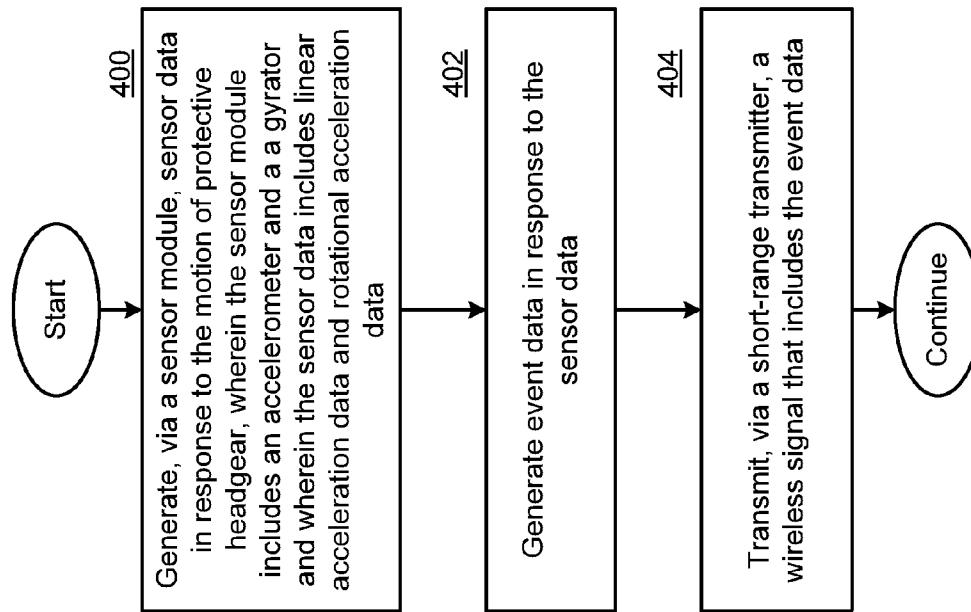 Start
400
Generate, via a sensor module, sensor data
in response to the motion of protective
headgear, wherein the sensor module
includes an accelerometer and a a gyrator
and wherein the sensor data includes linear
acceleration data and rotational acceleration
data
402
Generate event data in response to the
sensor data
404
Transmit, via a short-range transmitter, a
wireless signal that includes the event data
Continue